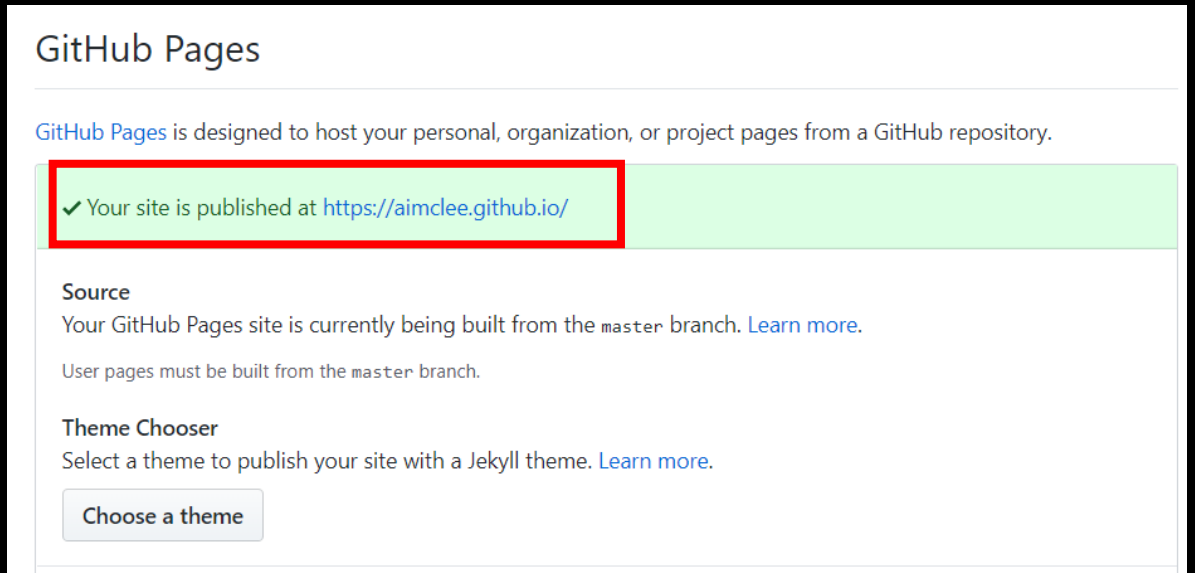 GitHub Pages
GitHub Pages is designed to host your personal, organization, or project pages from a GitHub repository.
✓ Your site is published at https://aimclee.github.io/
Source
Your GitHub Pages site is currently being built from the master branch. Learn more.
User pages must be built from the master branch.
Theme Chooser
Select a theme to publish your site with a Jekyll theme. Learn more.
Choose a theme